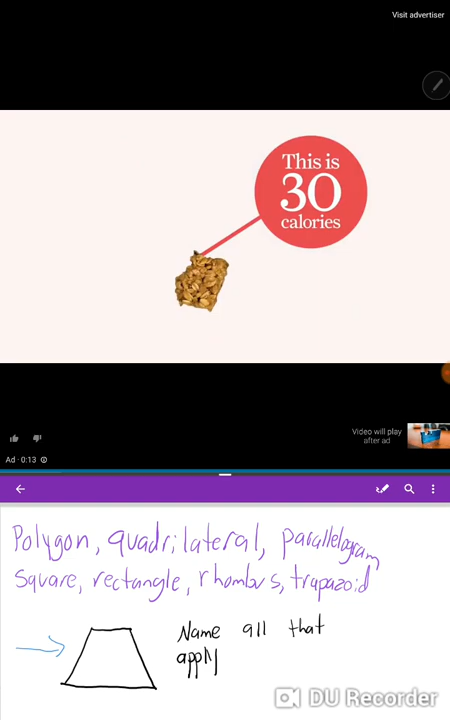 Visit advertiser
This is
30
calories
Video will play
after ad
Ad · 0:13
Polygon, quadrilateral, parallelogram
Square, rectangle, rhombus, trapazoid
Name all that
apply
DU Recorder